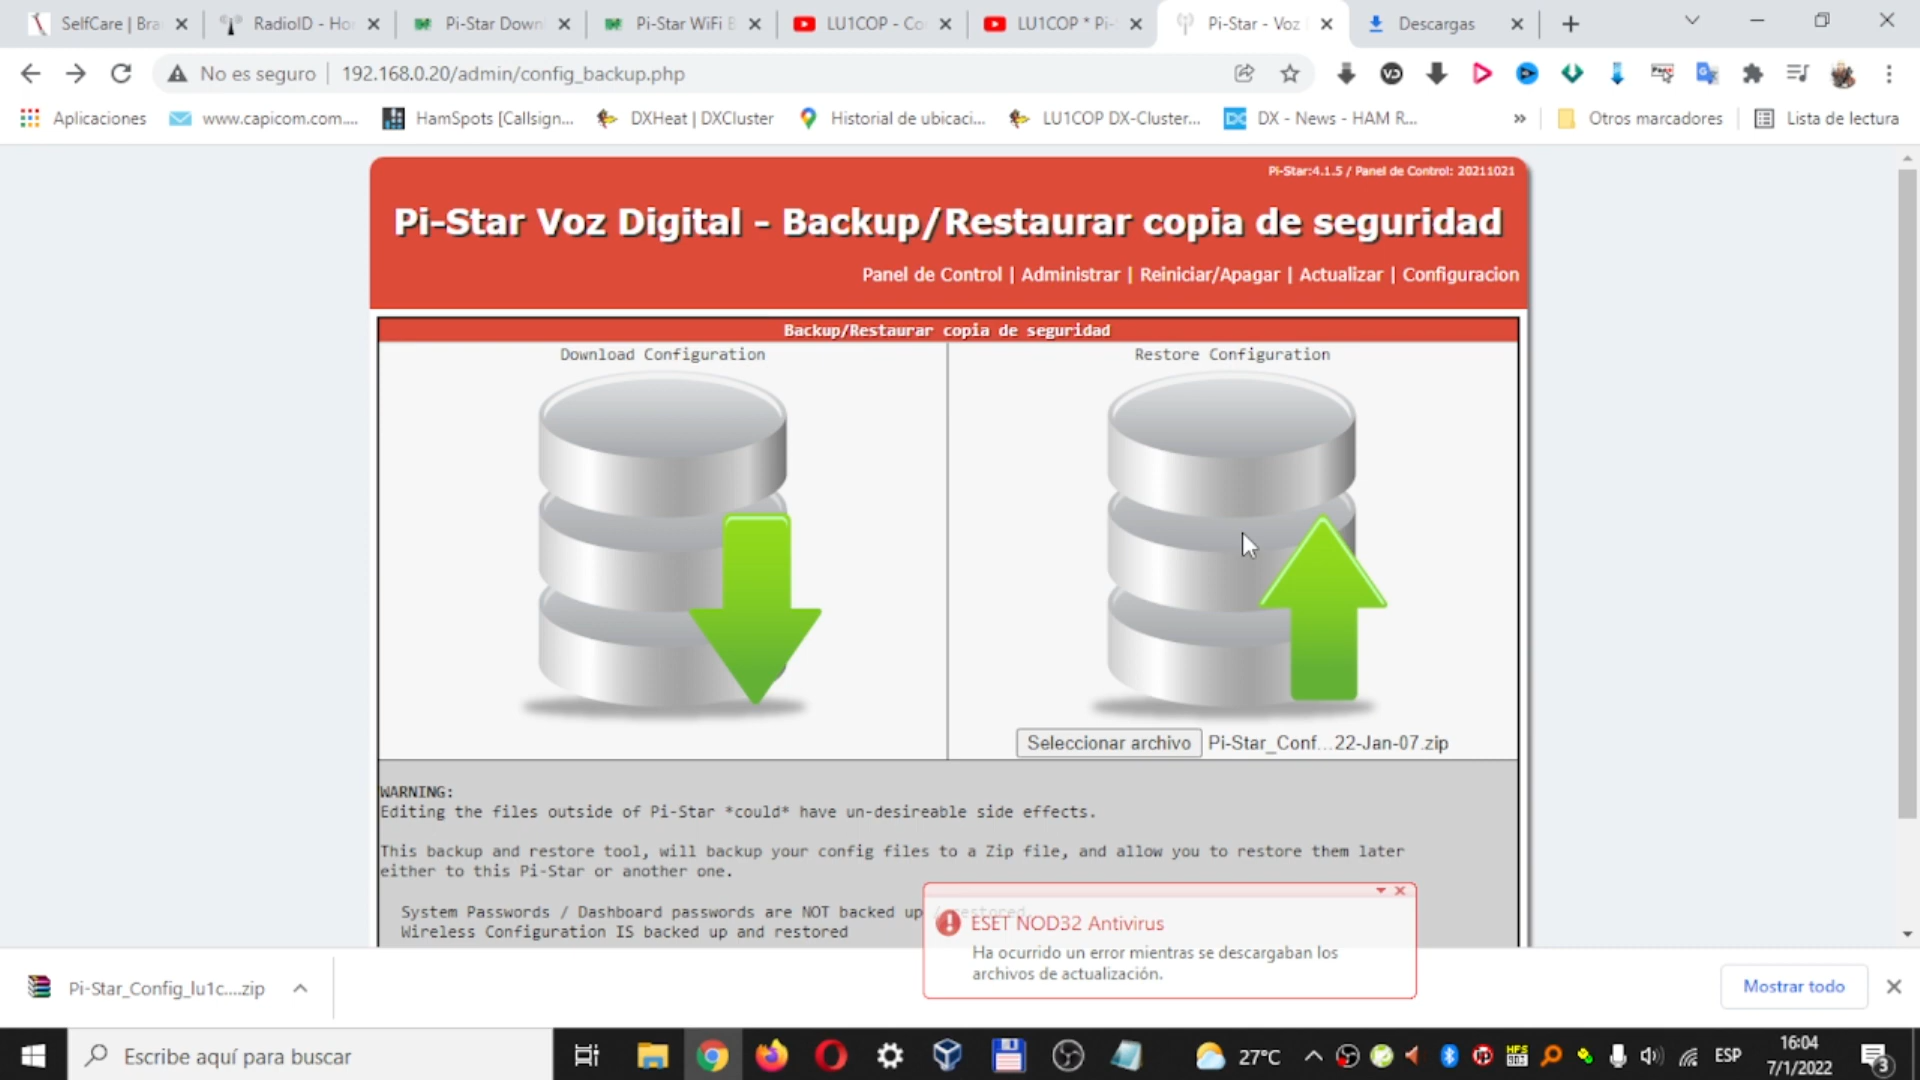 SelfCare | Bra
RadioID - Ho
Pi-Star Down
Pi-Star WiFi B
LU1COP - Co
LU1COP * Pi-
Pi-Star - Voz
Descargas
No es seguro
192.168.0.20/admin/config_backup.php
Aplicaciones
www.capicom.com....
HamSpots [Callsign...
DXHeat | DXCluster
Historial de ubicaci...
LU1COP DX-Cluster...
DX - News - HAM R...
»
Otros marcadores
Lista de lectura
Pi-Star:4.1.5 / Panel de Control: 20211021
Pi-Star Voz Digital - Backup/Restaurar copia de seguridad
Panel de Control | Administrar | Reiniciar/Apagar | Actualizar | Configuracion
Backup/Restaurar copia de seguridad
Download Configuration
Restore Configuration
Seleccionar archivo Pi-Star_Conf...22-Jan-07.zip
WARNING:
Editing the files outside of Pi-Star *could* have un-desireable side effects.
This backup and restore tool, will backup your config files to a Zip file, and allow you to restore them later
either to this Pi-Star or another one.
System Passwords / Dashboard passwords are NOT backed up / restored
Wireless Configuration IS backed up and restored
ESET NOD32 Antivirus
Ha ocurrido un error mientras se descargaban los
archivos de actualización.
Pi-Star_Config_lu1c....zip
Mostrar todo
Escribe aquí para buscar
27°C
ESP
16:04
7/1/2022
3